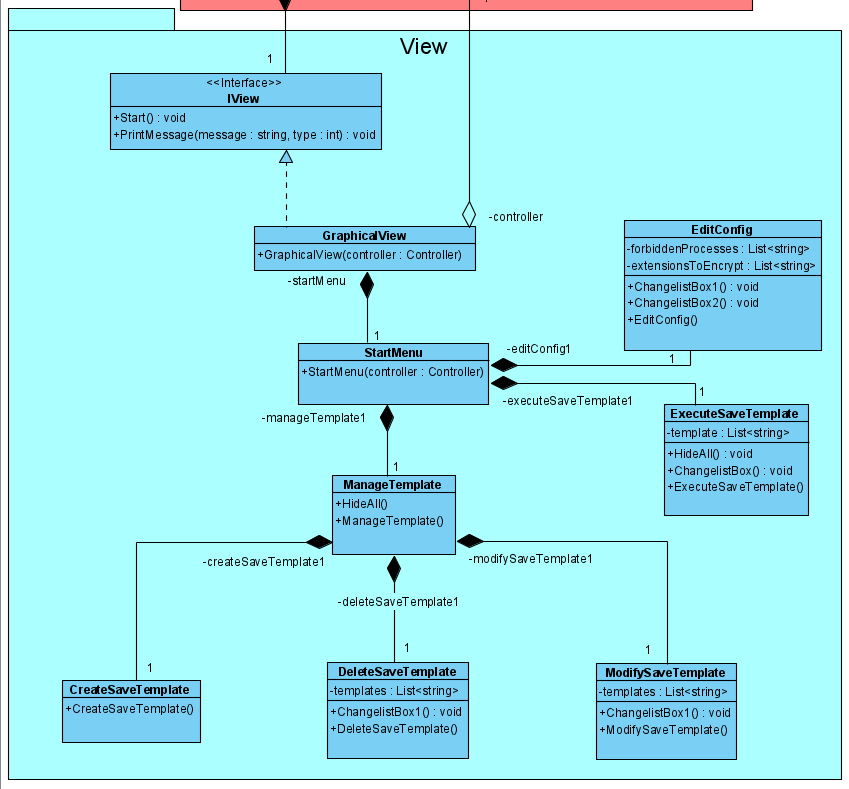 View
1
<<Interface>>
IView
+Start() : void
+PrintMessage(message : string, type : int) : void
-controller
GraphicalView
+GraphicalView(controller : Controller)
-startMenu
1
EditConfig
-forbiddenProcesses : List<string>
-extensionsToEncrypt : List<string>
+ChangelistBox1() : void
+ChangelistBox2() : void
+EditConfig()
StartMenu
+StartMenu(controller : Controller)
-editConfig1
1
-executeSaveTemplate1
1
ExecuteSaveTemplate
-template : List<string>
+HideAll() : void
+ChangelistBox() : void
+ExecuteSaveTemplate()
-manageTemplate1
1
ManageTemplate
+HideAll()
+ManageTemplate()
-createSaveTemplate1
-modifySaveTemplate1
-deleteSaveTemplate1
1
1
1
CreateSaveTemplate
+CreateSaveTemplate()
DeleteSaveTemplate
-templates : List<string>
+ChangelistBox1() : void
+DeleteSaveTemplate()
ModifySaveTemplate
-templates : List<string>
+ChangelistBox1() : void
+ModifySaveTemplate()